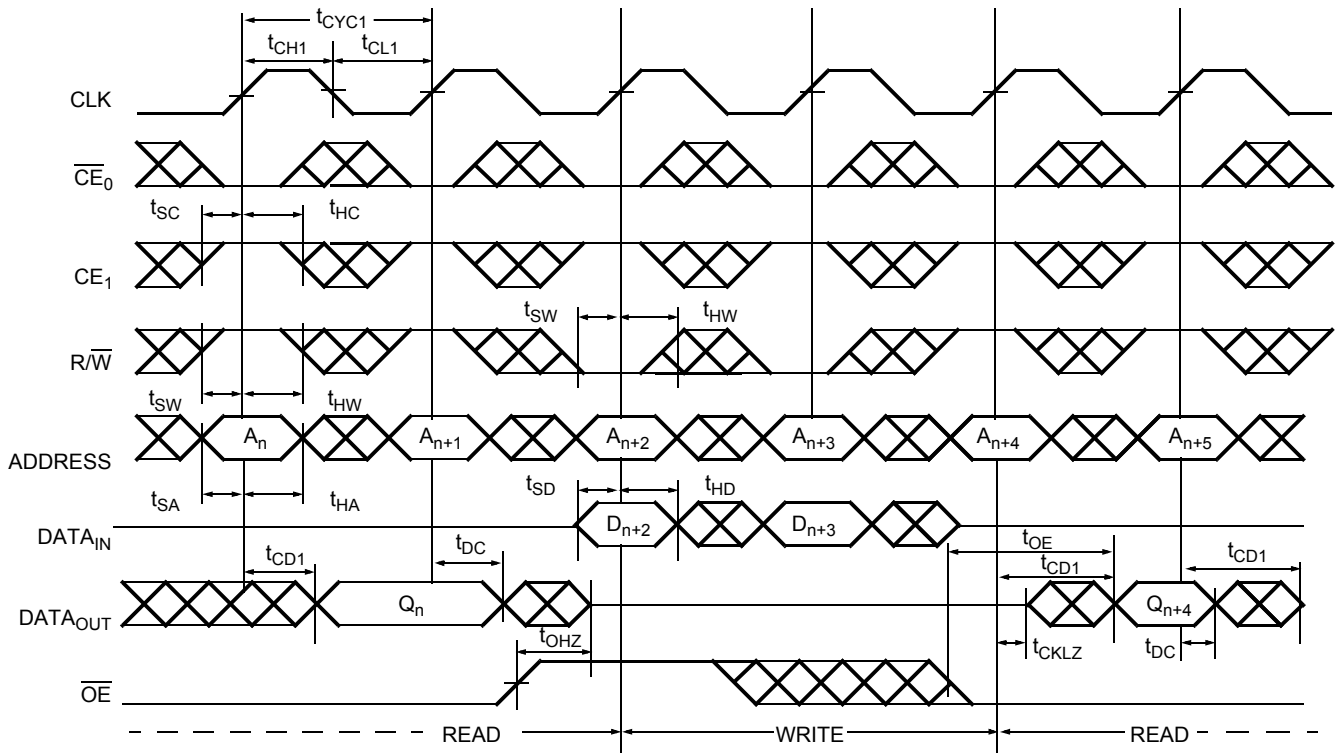 tCYC1
tCH1 tCL1
CLK
CE0
tSC tHC
CE1
tSW tHW
R/W
tSW tHW
An An+1 An+2 An+3 An+4 An+5
ADDRESS
tSA tHA tSD tHD
Dn+2 Dn+3
DATAIN
tOE
tCD1 tDC tCD1 tCD1
Qn Qn+4
DATAOUT
tOHZ tCKLZ tDC
OE
READ WRITE READ